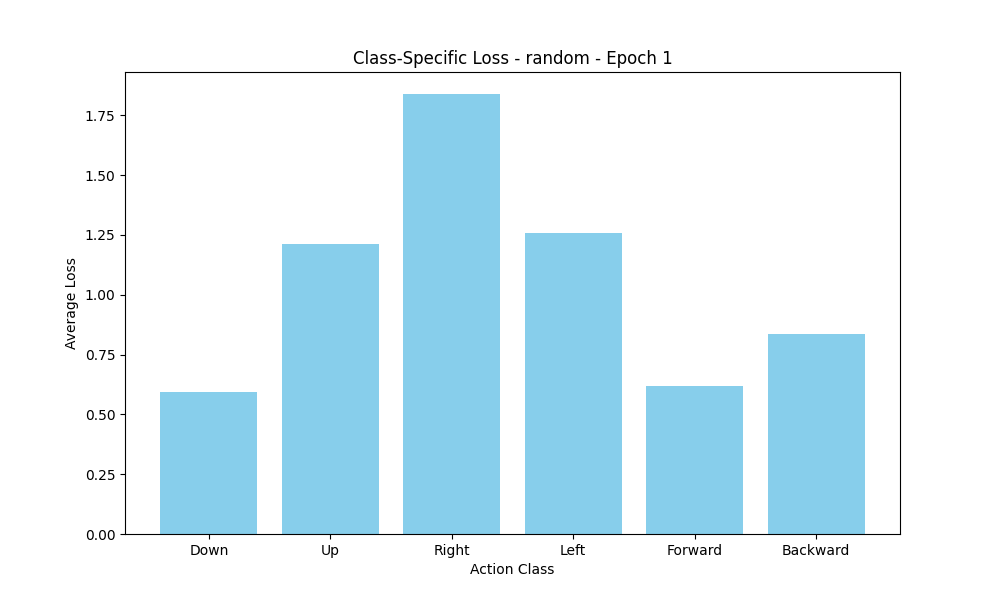 Class-Specific Loss - random - Epoch 1
Average Loss
1.75
1.50
1.25
1.00
0.75
0.50
0.25
0.00
Down Up Right Left Forward Backward
Action Class